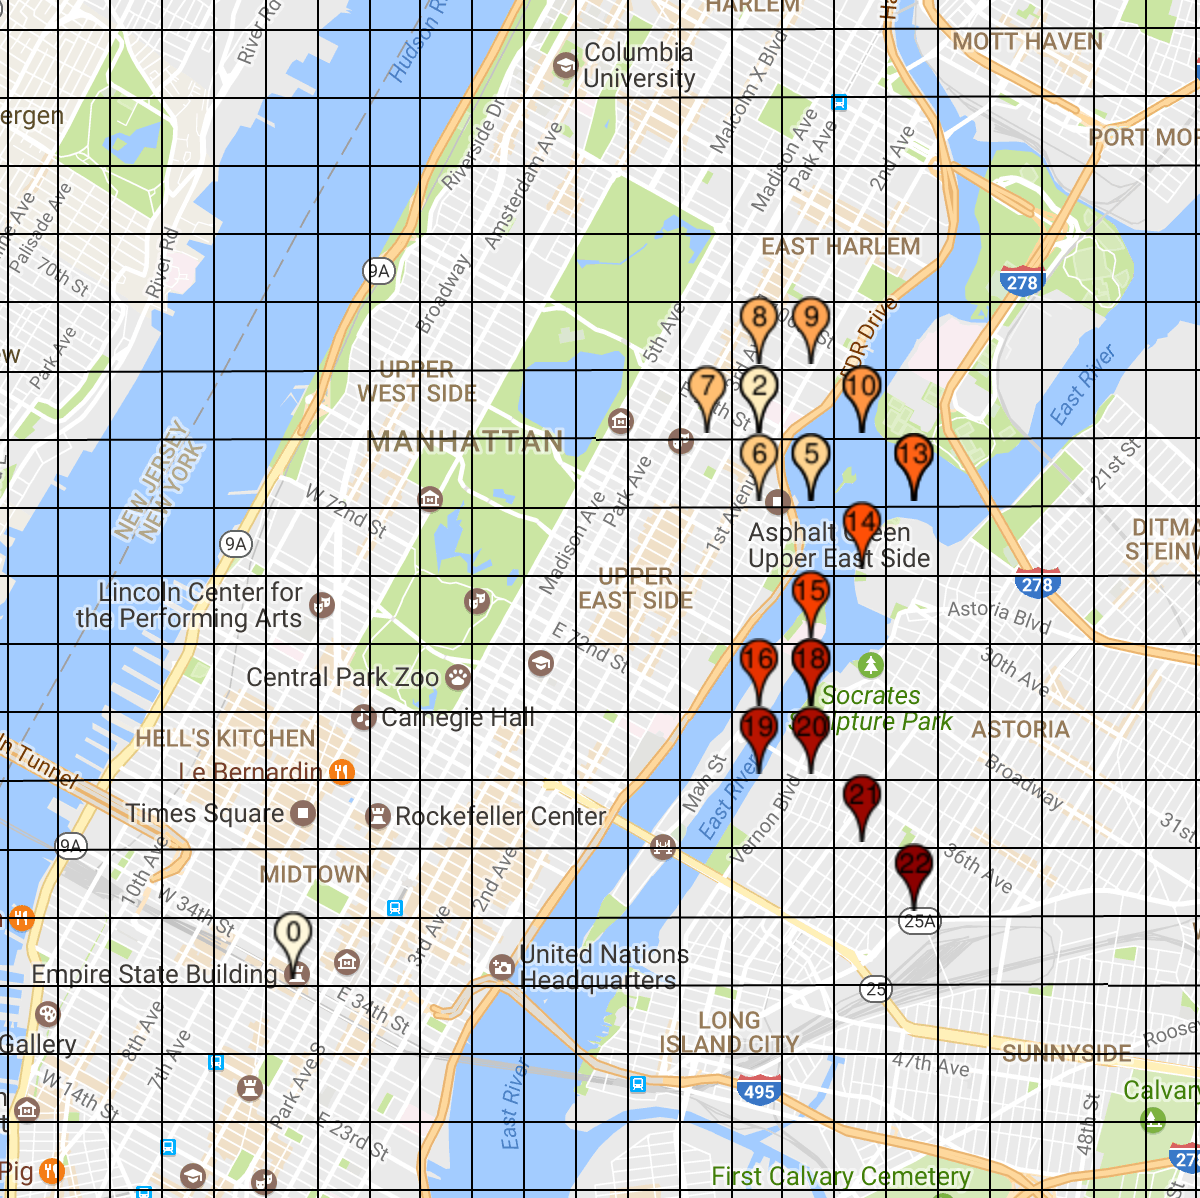 HARLEM
River Rd
Hudson R
MOTT HAVEN
Columbia
University
Malcolm X Blvd
Riverside Dr
ergen
Amsterdam Ave
Madison Ave
Park Ave
2nd Ave
PORT MOR
Palisade Ave
70th St
River Rd
EAST HARLEM
9A
278
Broadway
5th Ave
8
9
FDR Drive
Park Ave
UPPER
WEST SIDE
7
2
10
East River
MANHATTAN
NEW JERSEY
NEW YORK
6
5
13
21st St
W 72nd St
Park Ave
Madison Ave
1st Avenue
9A
14
Asphalt Green
Upper East Side
DITMA
STEINW
UPPER
EAST SIDE
278
Lincoln Center for
the Performing Arts
15
Astoria Blvd
E 72nd St
16
18
30th Ave
Central Park Zoo
Socrates
Sculpture Park
Carnegie Hall
19
20
ASTORIA
HELL'S KITCHEN
ln Tunnel
Le Bernardin
Main St
East River
Broadway
Times Square
Rockefeller Center
21
Vernon Blvd
31st
9A
10th Ave
MIDTOWN
2nd Ave
22
36th Ave
W 34th St
0
3rd Ave
25A
Empire State Building
United Nations
Headquarters
25
E 34th St
Gallery
8th Ave
7th Ave
LONG
ISLAND CITY
Roose
SUNNYSIDE
47th Ave
W 14th St
Park Ave S
East River
495
Calvary
48th St
E 23rd St
Pig
First Calvary Cemetery
278